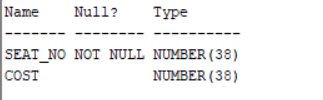 Name    Null?    Type
------- -------- ----------
SEAT_NO NOT NULL NUMBER(38)
COST             NUMBER(38)